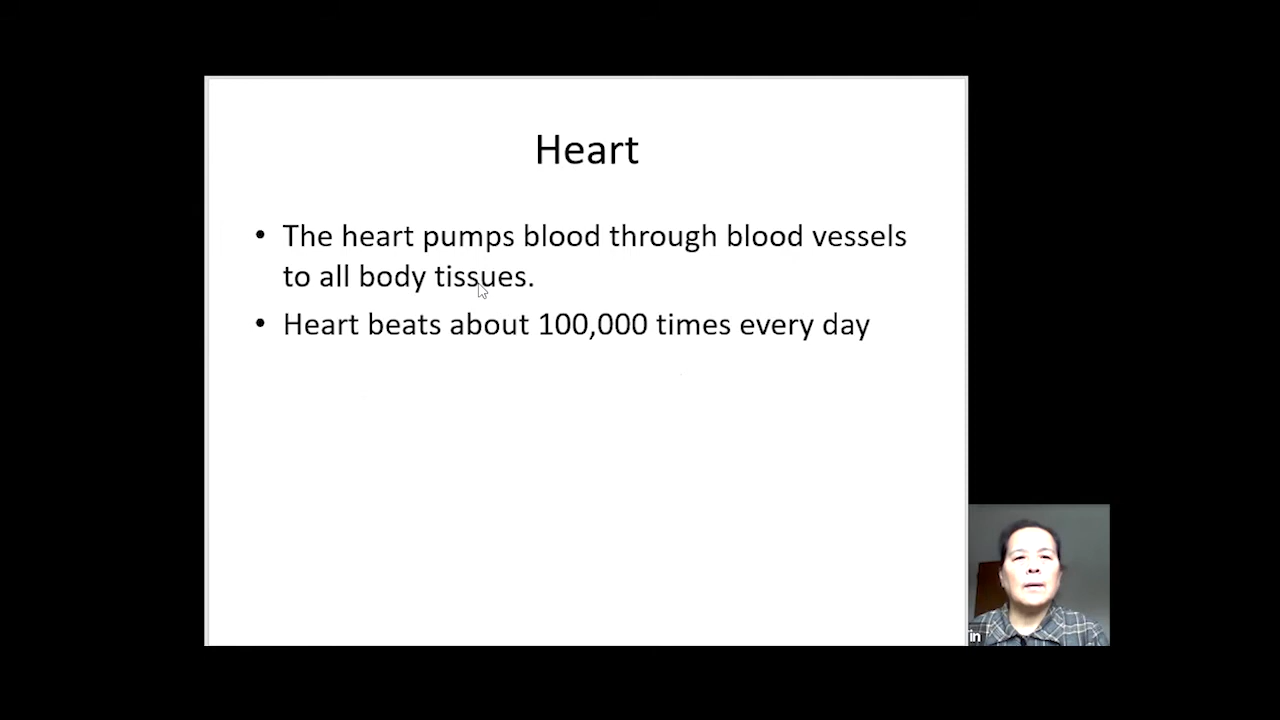 Heart
• The heart pumps blood through blood vessels
to all body tissues.
• Heart beats about 100,000 times every day